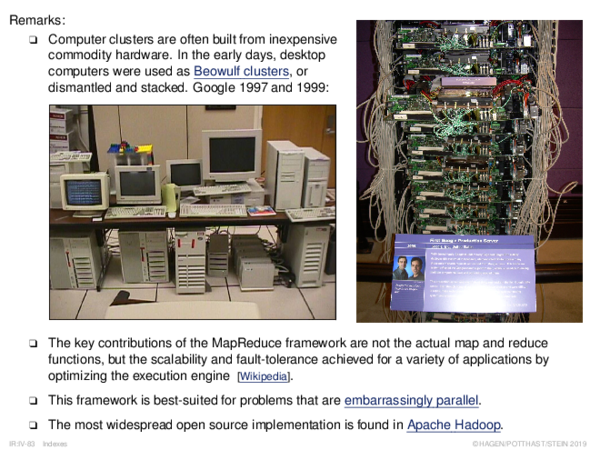 Remarks:
❑ Computer clusters are often built from inexpensive
commodity hardware. In the early days, desktop
computers were used as Beowulf clusters, or
dismantled and stacked. Google 1997 and 1999:
First Google Production Server
❑ The key contributions of the MapReduce framework are not the actual map and reduce
functions, but the scalability and fault-tolerance achieved for a variety of applications by
optimizing the execution engine [Wikipedia].
❑ This framework is best-suited for problems that are embarrassingly parallel.
❑ The most widespread open source implementation is found in Apache Hadoop.
IR:IV-83 Indexes
©HAGEN/POTTHAST/STEIN 2019